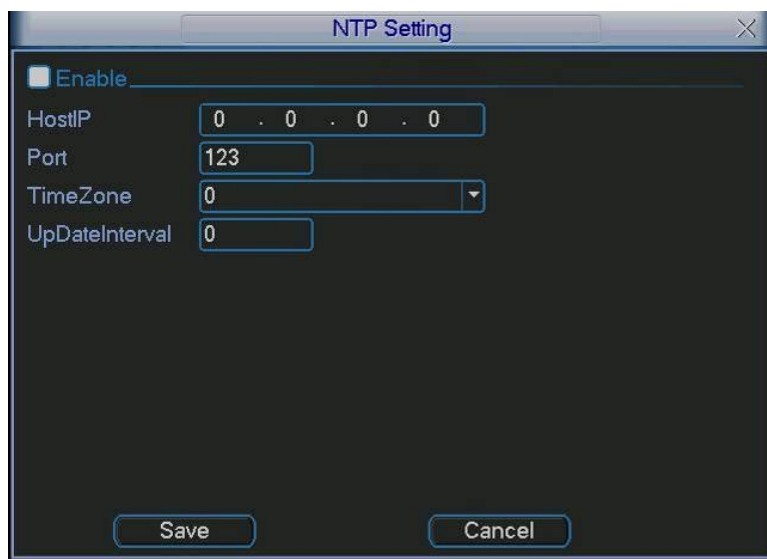 NTP Setting
Enable
HostIP 0 . 0 . 0 . 0
Port 123
TimeZone 0
UpDateInterval 0
Save Cancel